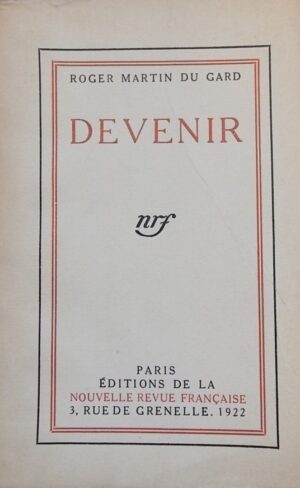 ROGER MARTIN DU GARD
DEVENIR
nrf
PARIS
ÉDITIONS DE LA
NOUVELLE REVUE FRANÇAISE
3, RUE DE GRENELLE. 1922